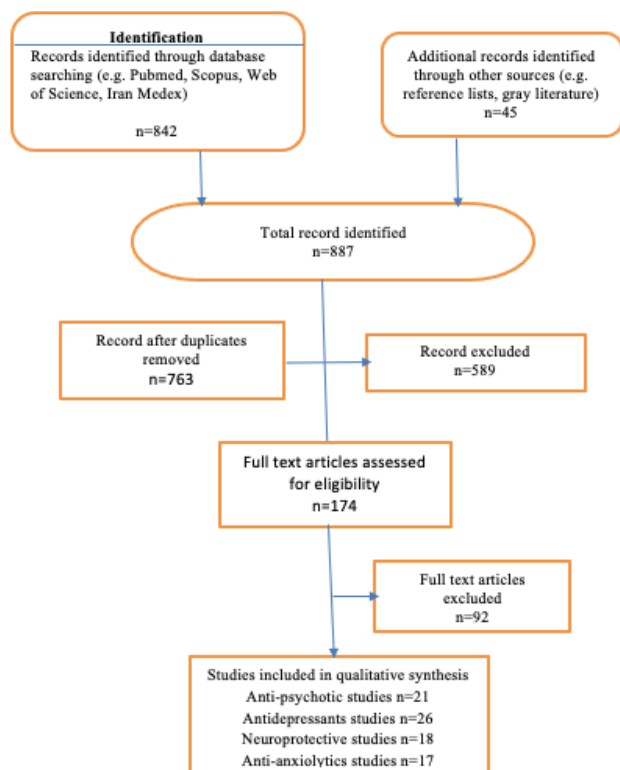 Identification
Records identified through database
searching (e.g. Pubmed, Scopus, Web
of Science, Iran Medex)
n=842
Additional records identified
through other sources (e.g.
reference lists, gray literature)
n=45
Total record identified
n=887
Record after duplicates
removed
n=763
Record excluded
n=589
Full text articles assessed
for eligibility
n=174
Full text articles
excluded
n=92
Studies included in qualitative synthesis
Anti-psychotic studies n=21
Antidepressants studies n=26
Neuroprotective studies n=18
Anti-anxiolytics studies n=17